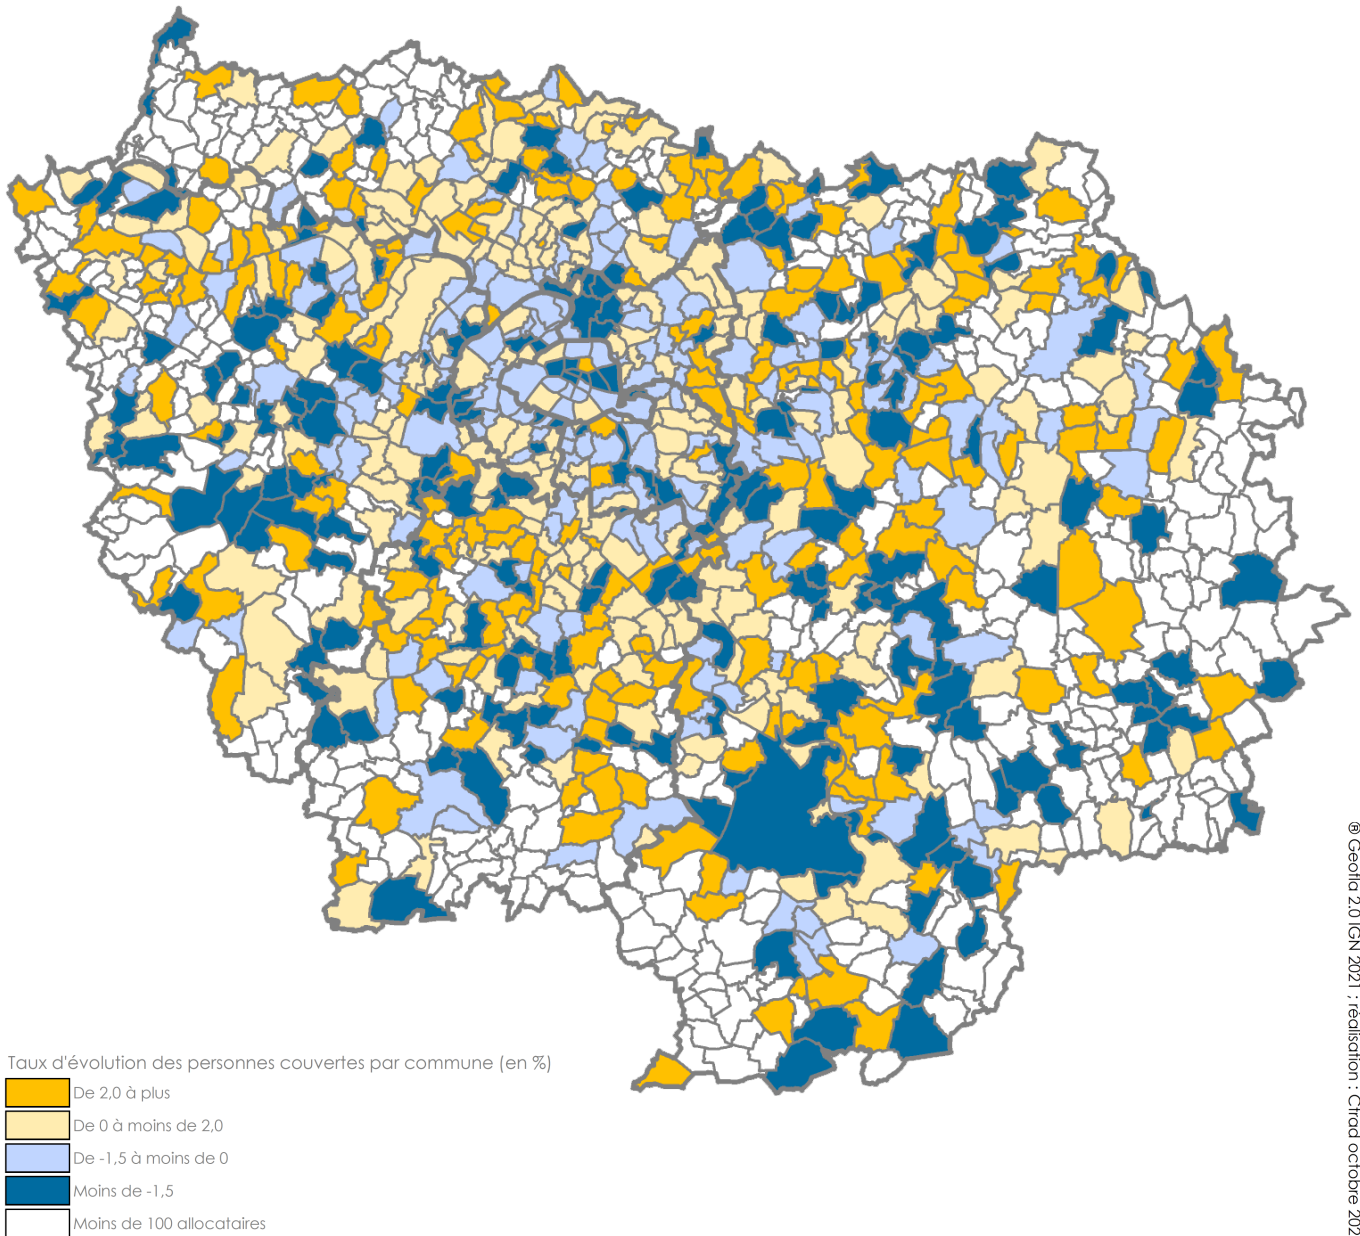 Taux d'évolution des personnes couvertes par commune (en %)
De 2,0 à plus
De 0 à moins de 2,0
De -1,5 à moins de 0
Moins de -1,5
Moins de 100 allocataires
® Geofla 2.0 IGN 2021 ; réalisation : Ctrad octobre 202